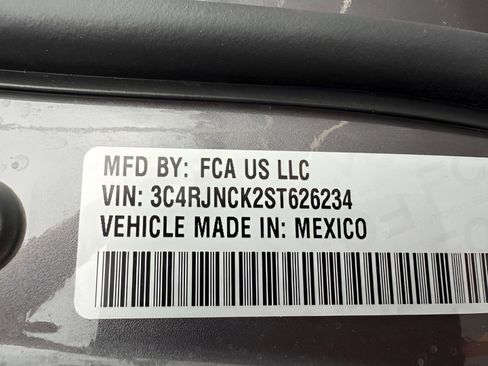 MFD BY: FCA US LLC
VIN: 3C4RJNCK2ST626234
VEHICLE MADE IN: MEXICO